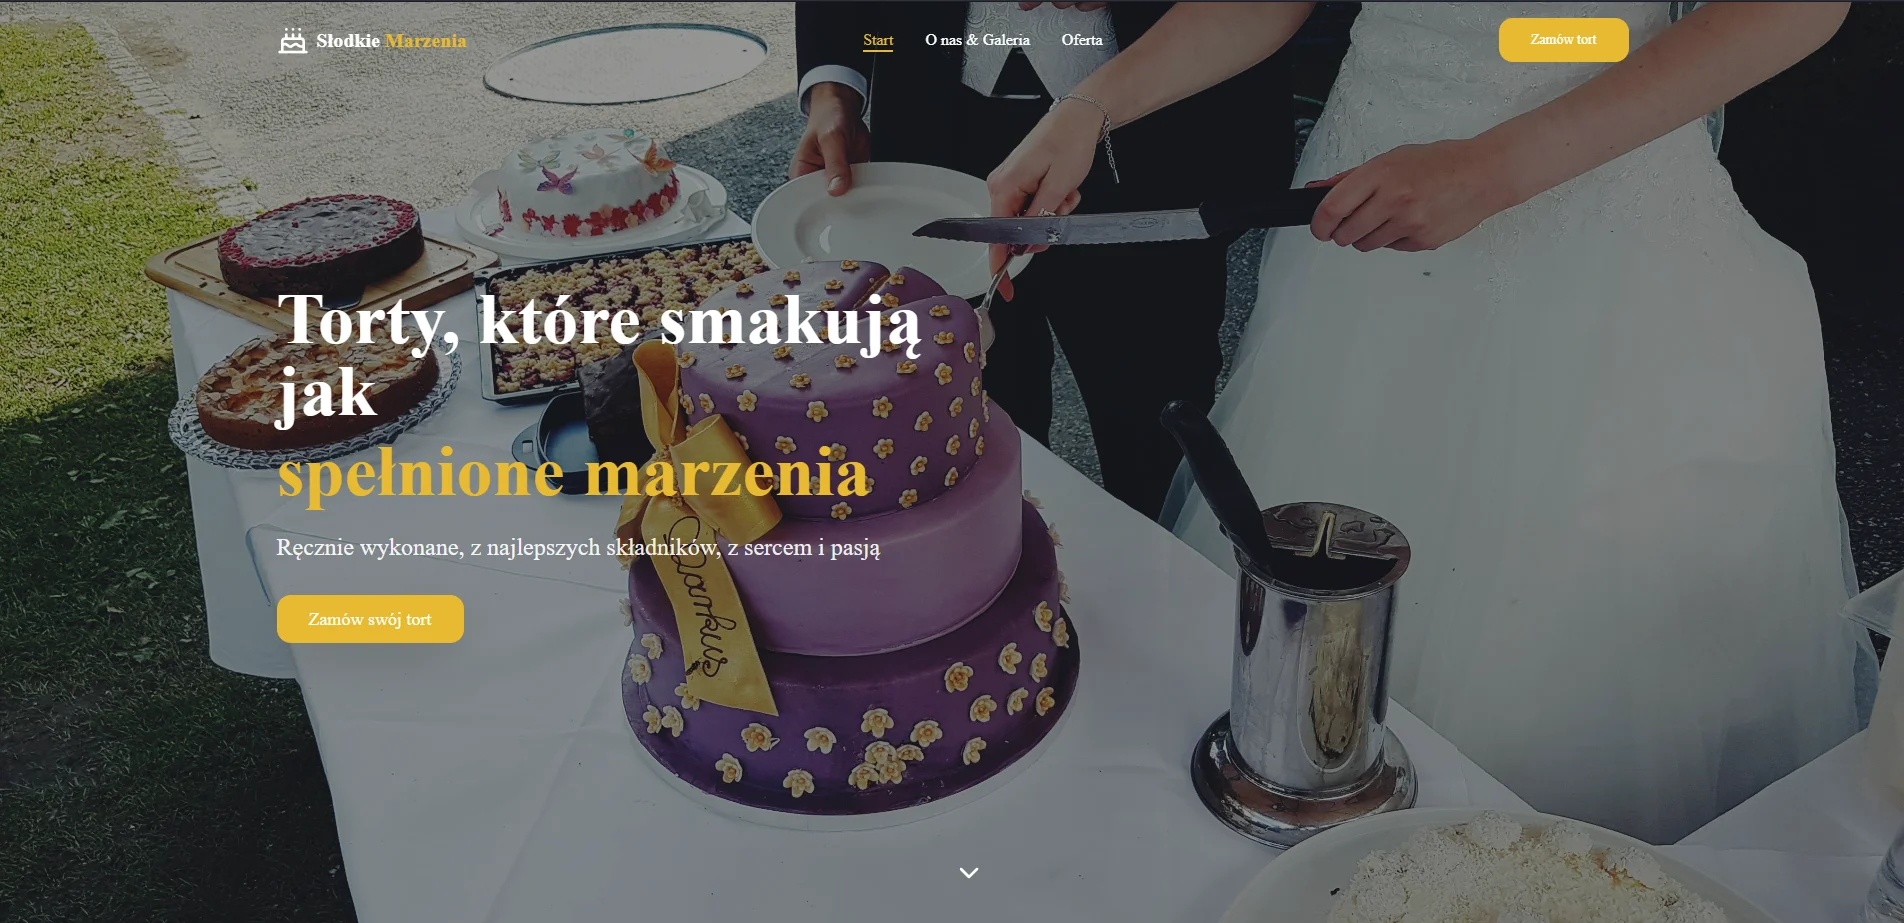 Słodkie Marzenia
Start
O nas & Galeria
Oferta
Zamów tort
Torty, które smakują
jak
spełnione marzenia
Ręcznie wykonane, z najlepszych składników, z sercem i pasją
Zamów swój tort